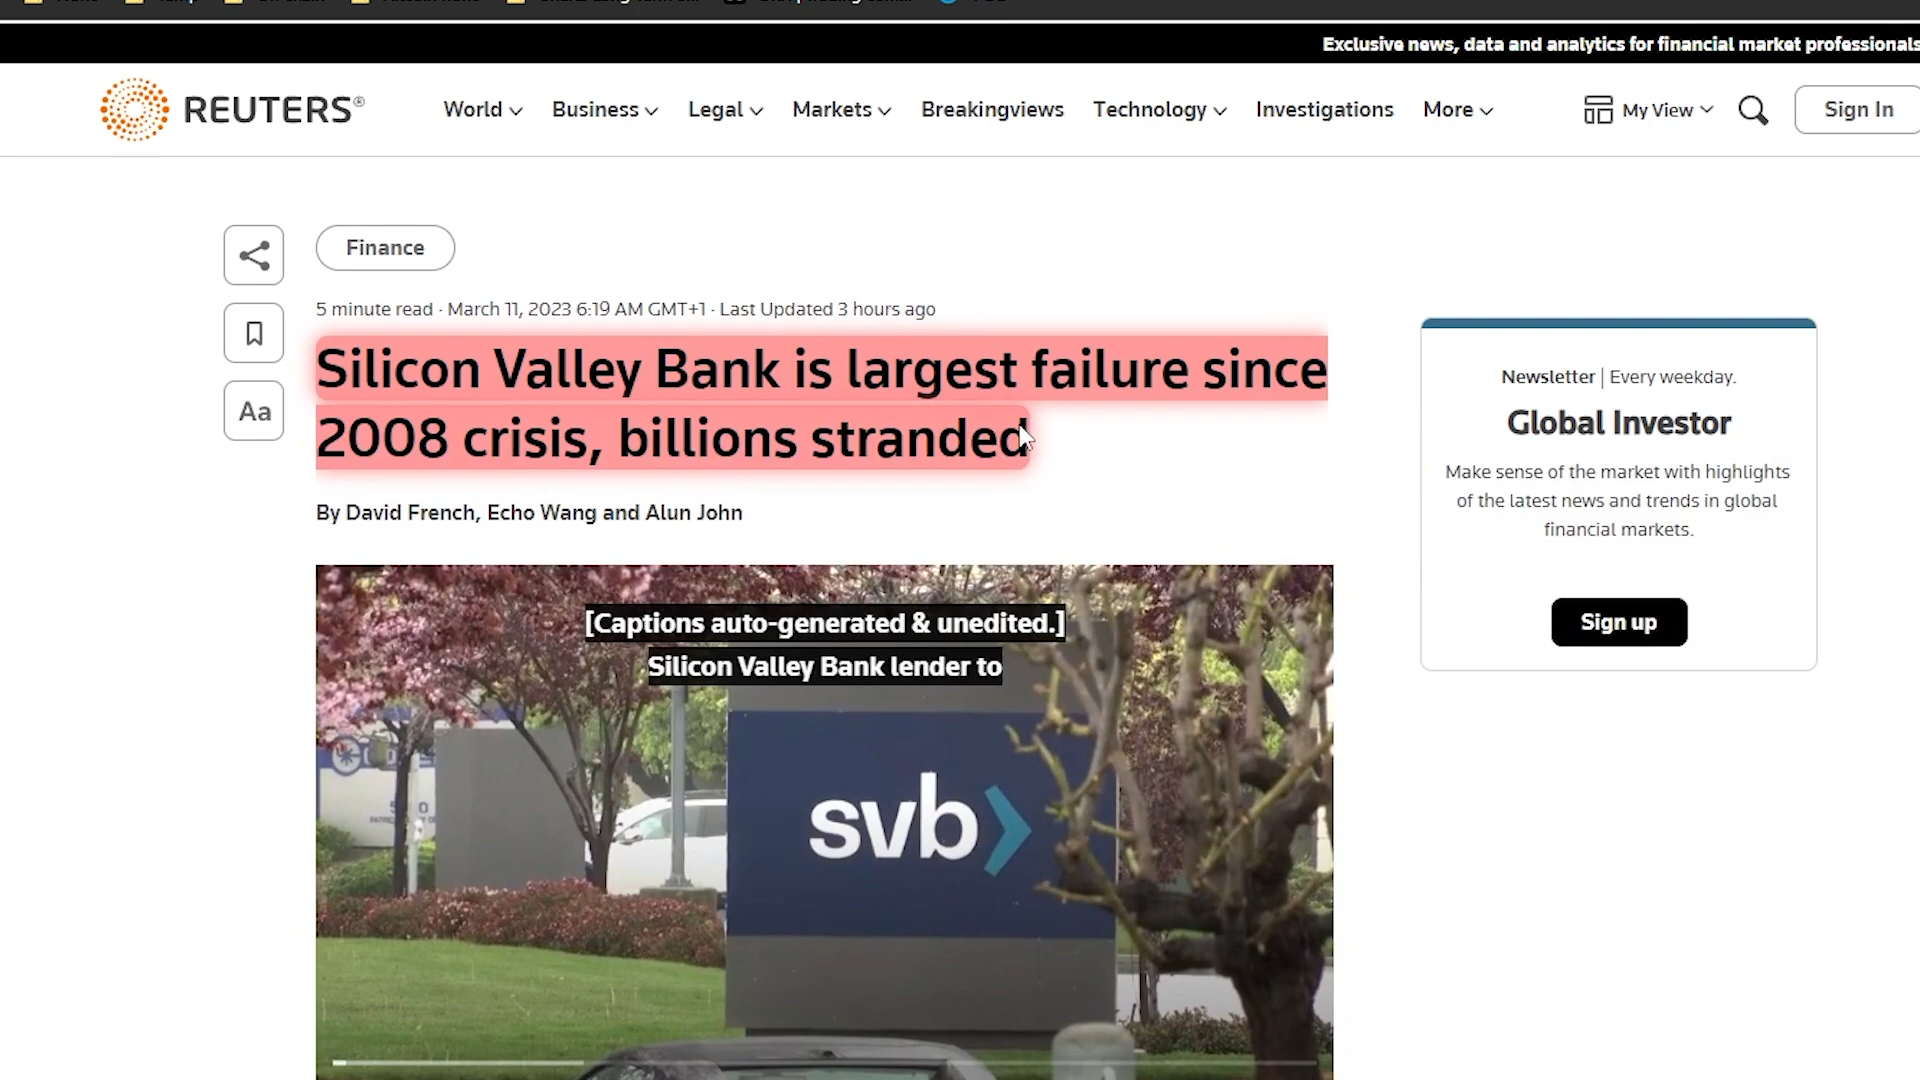 Exclusive news, data and analytics for financial market professionals
REUTERS®
World Business Legal Markets Breakingviews Technology Investigations More My View Sign In
Finance
5 minute read · March 11, 2023 6:19 AM GMT+1 · Last Updated 3 hours ago
Silicon Valley Bank is largest failure since
2008 crisis, billions stranded
Aa
By David French, Echo Wang and Alun John
Newsletter | Every weekday.
Global Investor
Make sense of the market with highlights
of the latest news and trends in global
financial markets.
Sign up
[Captions auto-generated & unedited.]
Silicon Valley Bank lender to
svb